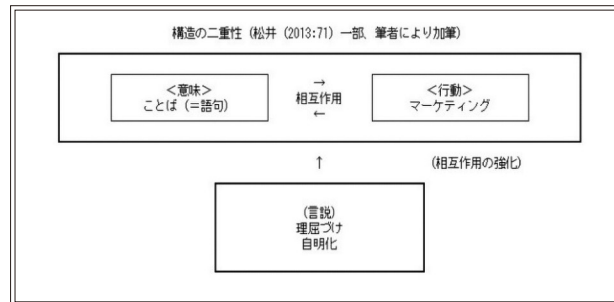 構造の二重性 (松井 (2013:71) 一部、筆者により加筆)
<意味>
ことば (=語句)
→
相互作用
←
<行動>
マーケティング
↑
(相互作用の強化)
(言説)
理屈づけ
自明化